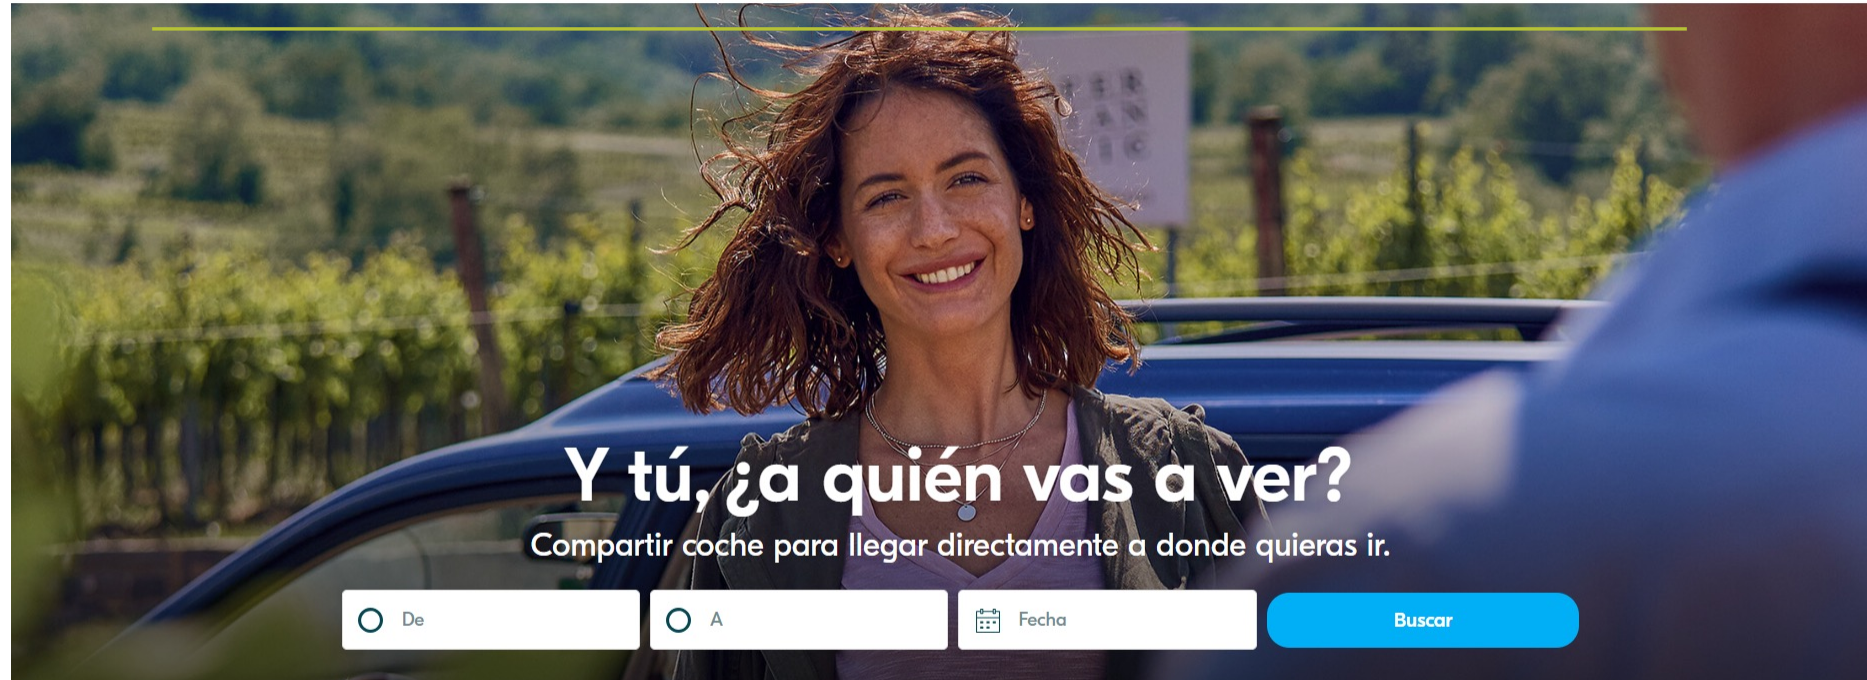 Y tú, ¿a quién vas a ver?
Compartir coche para llegar directamente a donde quieras ir.
De
A
Fecha
Buscar